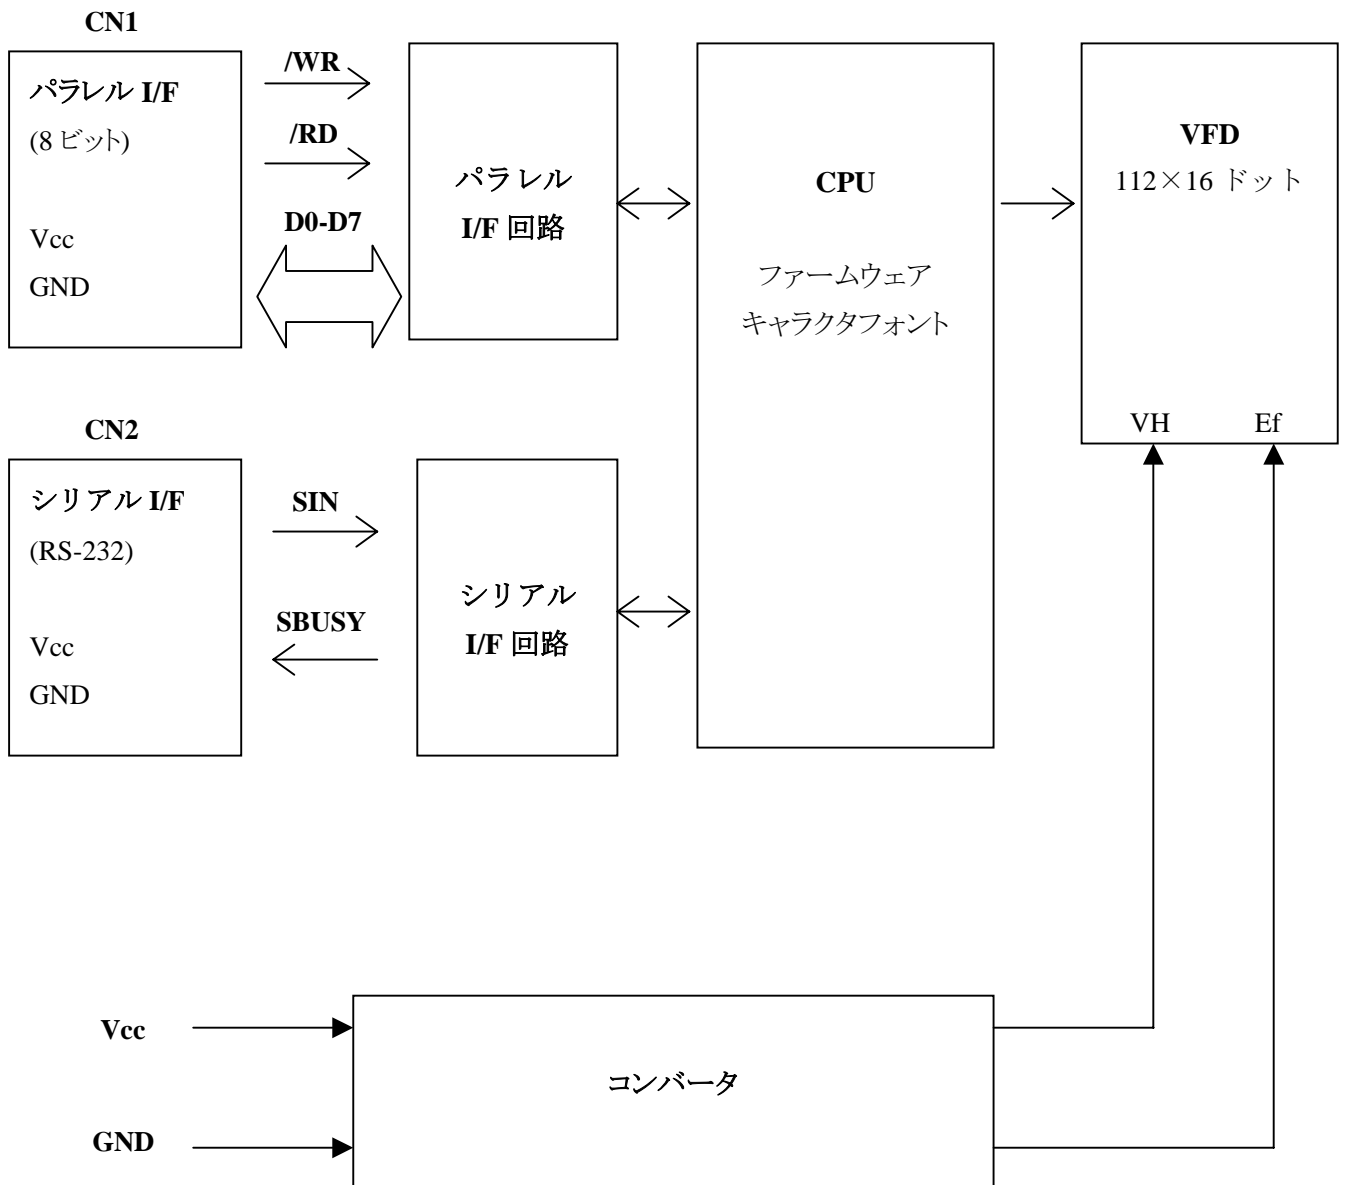 CN1
パラレル I/F
(8 ビット)
Vcc
GND
/WR
/RD
D0-D7
パラレル
I/F 回路
CPU
ファームウェア
キャラクタフォント
VFD
112×16 ドット
VH Ef
CN2
シリアル I/F
(RS-232)
Vcc
GND
SIN
SBUSY
シリアル
I/F 回路
Vcc
GND
コンバータ